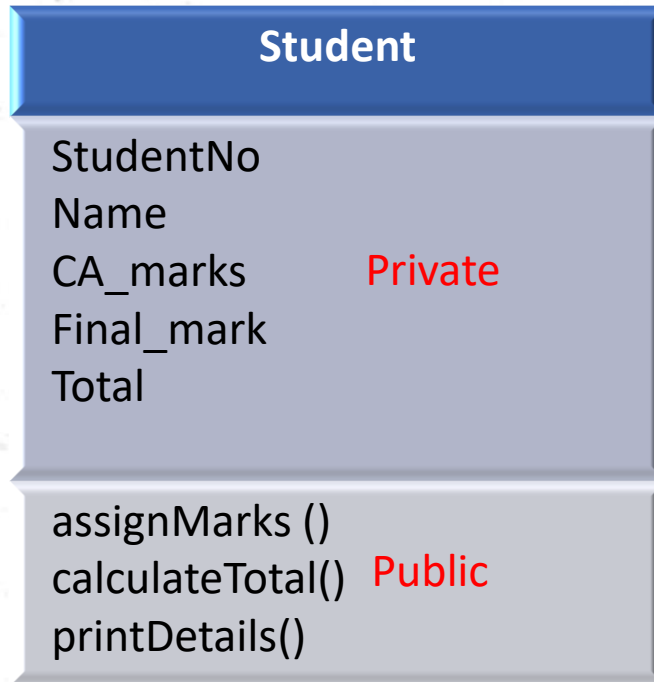 Student
StudentNo
Name
CA_marks Private
Final_mark
Total
assignMarks ()
calculateTotal() Public
printDetails()